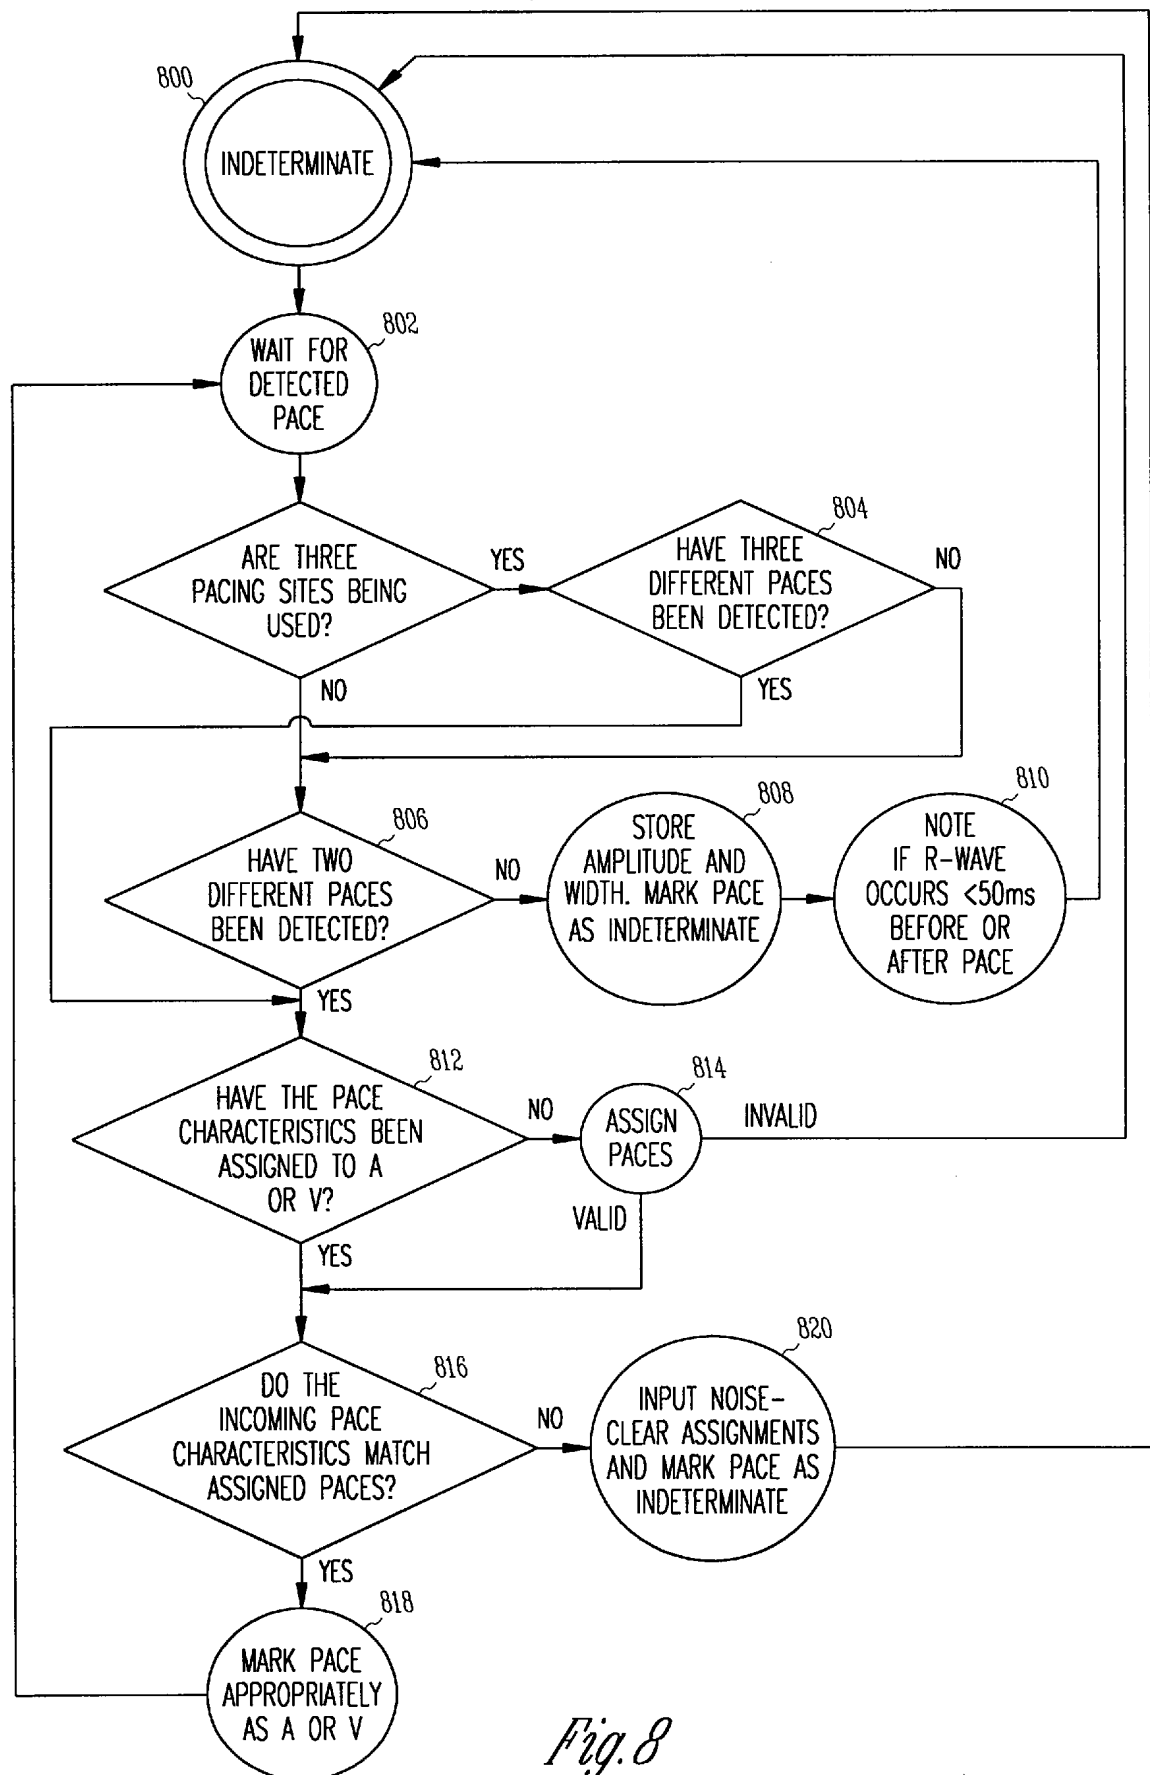 800
INDETERMINATE
802
WAIT FOR
DETECTED
PACE
ARE THREE
PACING SITES BEING
USED?
YES
NO
804
HAVE THREE
DIFFERENT PACES
BEEN DETECTED?
NO
YES
806
HAVE TWO
DIFFERENT PACES
BEEN DETECTED?
NO
YES
808
STORE
AMPLITUDE AND
WIDTH. MARK PACE
AS INDETERMINATE
810
NOTE
IF R-WAVE
OCCURS <50ms
BEFORE OR
AFTER PACE
812
HAVE THE PACE
CHARACTERISTICS BEEN
ASSIGNED TO A
OR V?
NO
YES
814
ASSIGN
PACES
INVALID
VALID
816
DO THE
INCOMING PACE
CHARACTERISTICS MATCH
ASSIGNED PACES?
NO
YES
820
INPUT NOISE-
CLEAR ASSIGNMENTS
AND MARK PACE AS
INDETERMINATE
818
MARK PACE
APPROPRIATELY
AS A OR V
Fig.8